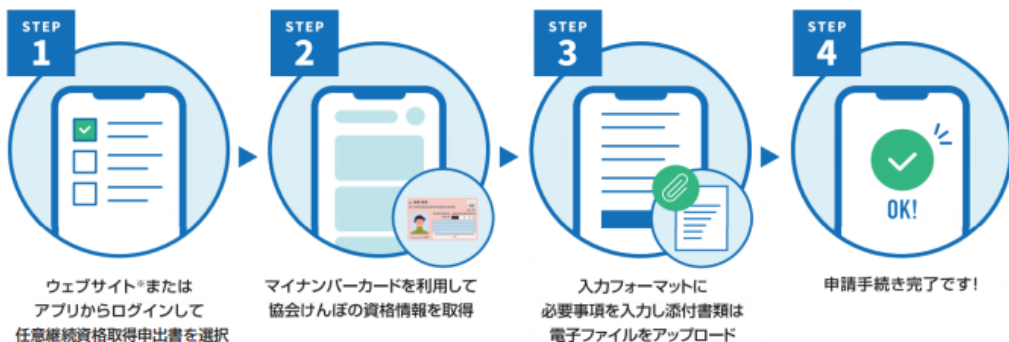 STEP
1
ウェブサイト※または
アプリからログインして
任意継続資格取得申出書を選択
STEP
2
マイナンバーカードを利用して
協会けんぽの資格情報を取得
STEP
3
入力フォーマットに
必要事項を入力し添付書類は
電子ファイルをアップロード
STEP
4
OK!
申請手続き完了です!